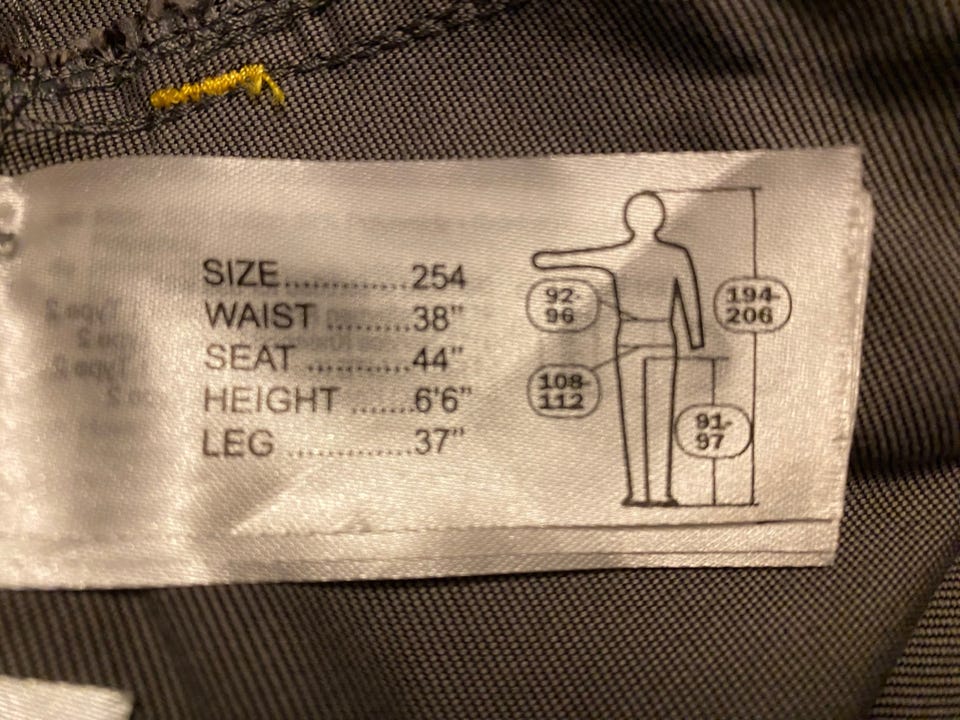 SIZE.............254
WAIST ........38"
SEAT ..........44"
HEIGHT .......6'6"
LEG .............37"
92-
96
194-
206
108-
112
91-
97